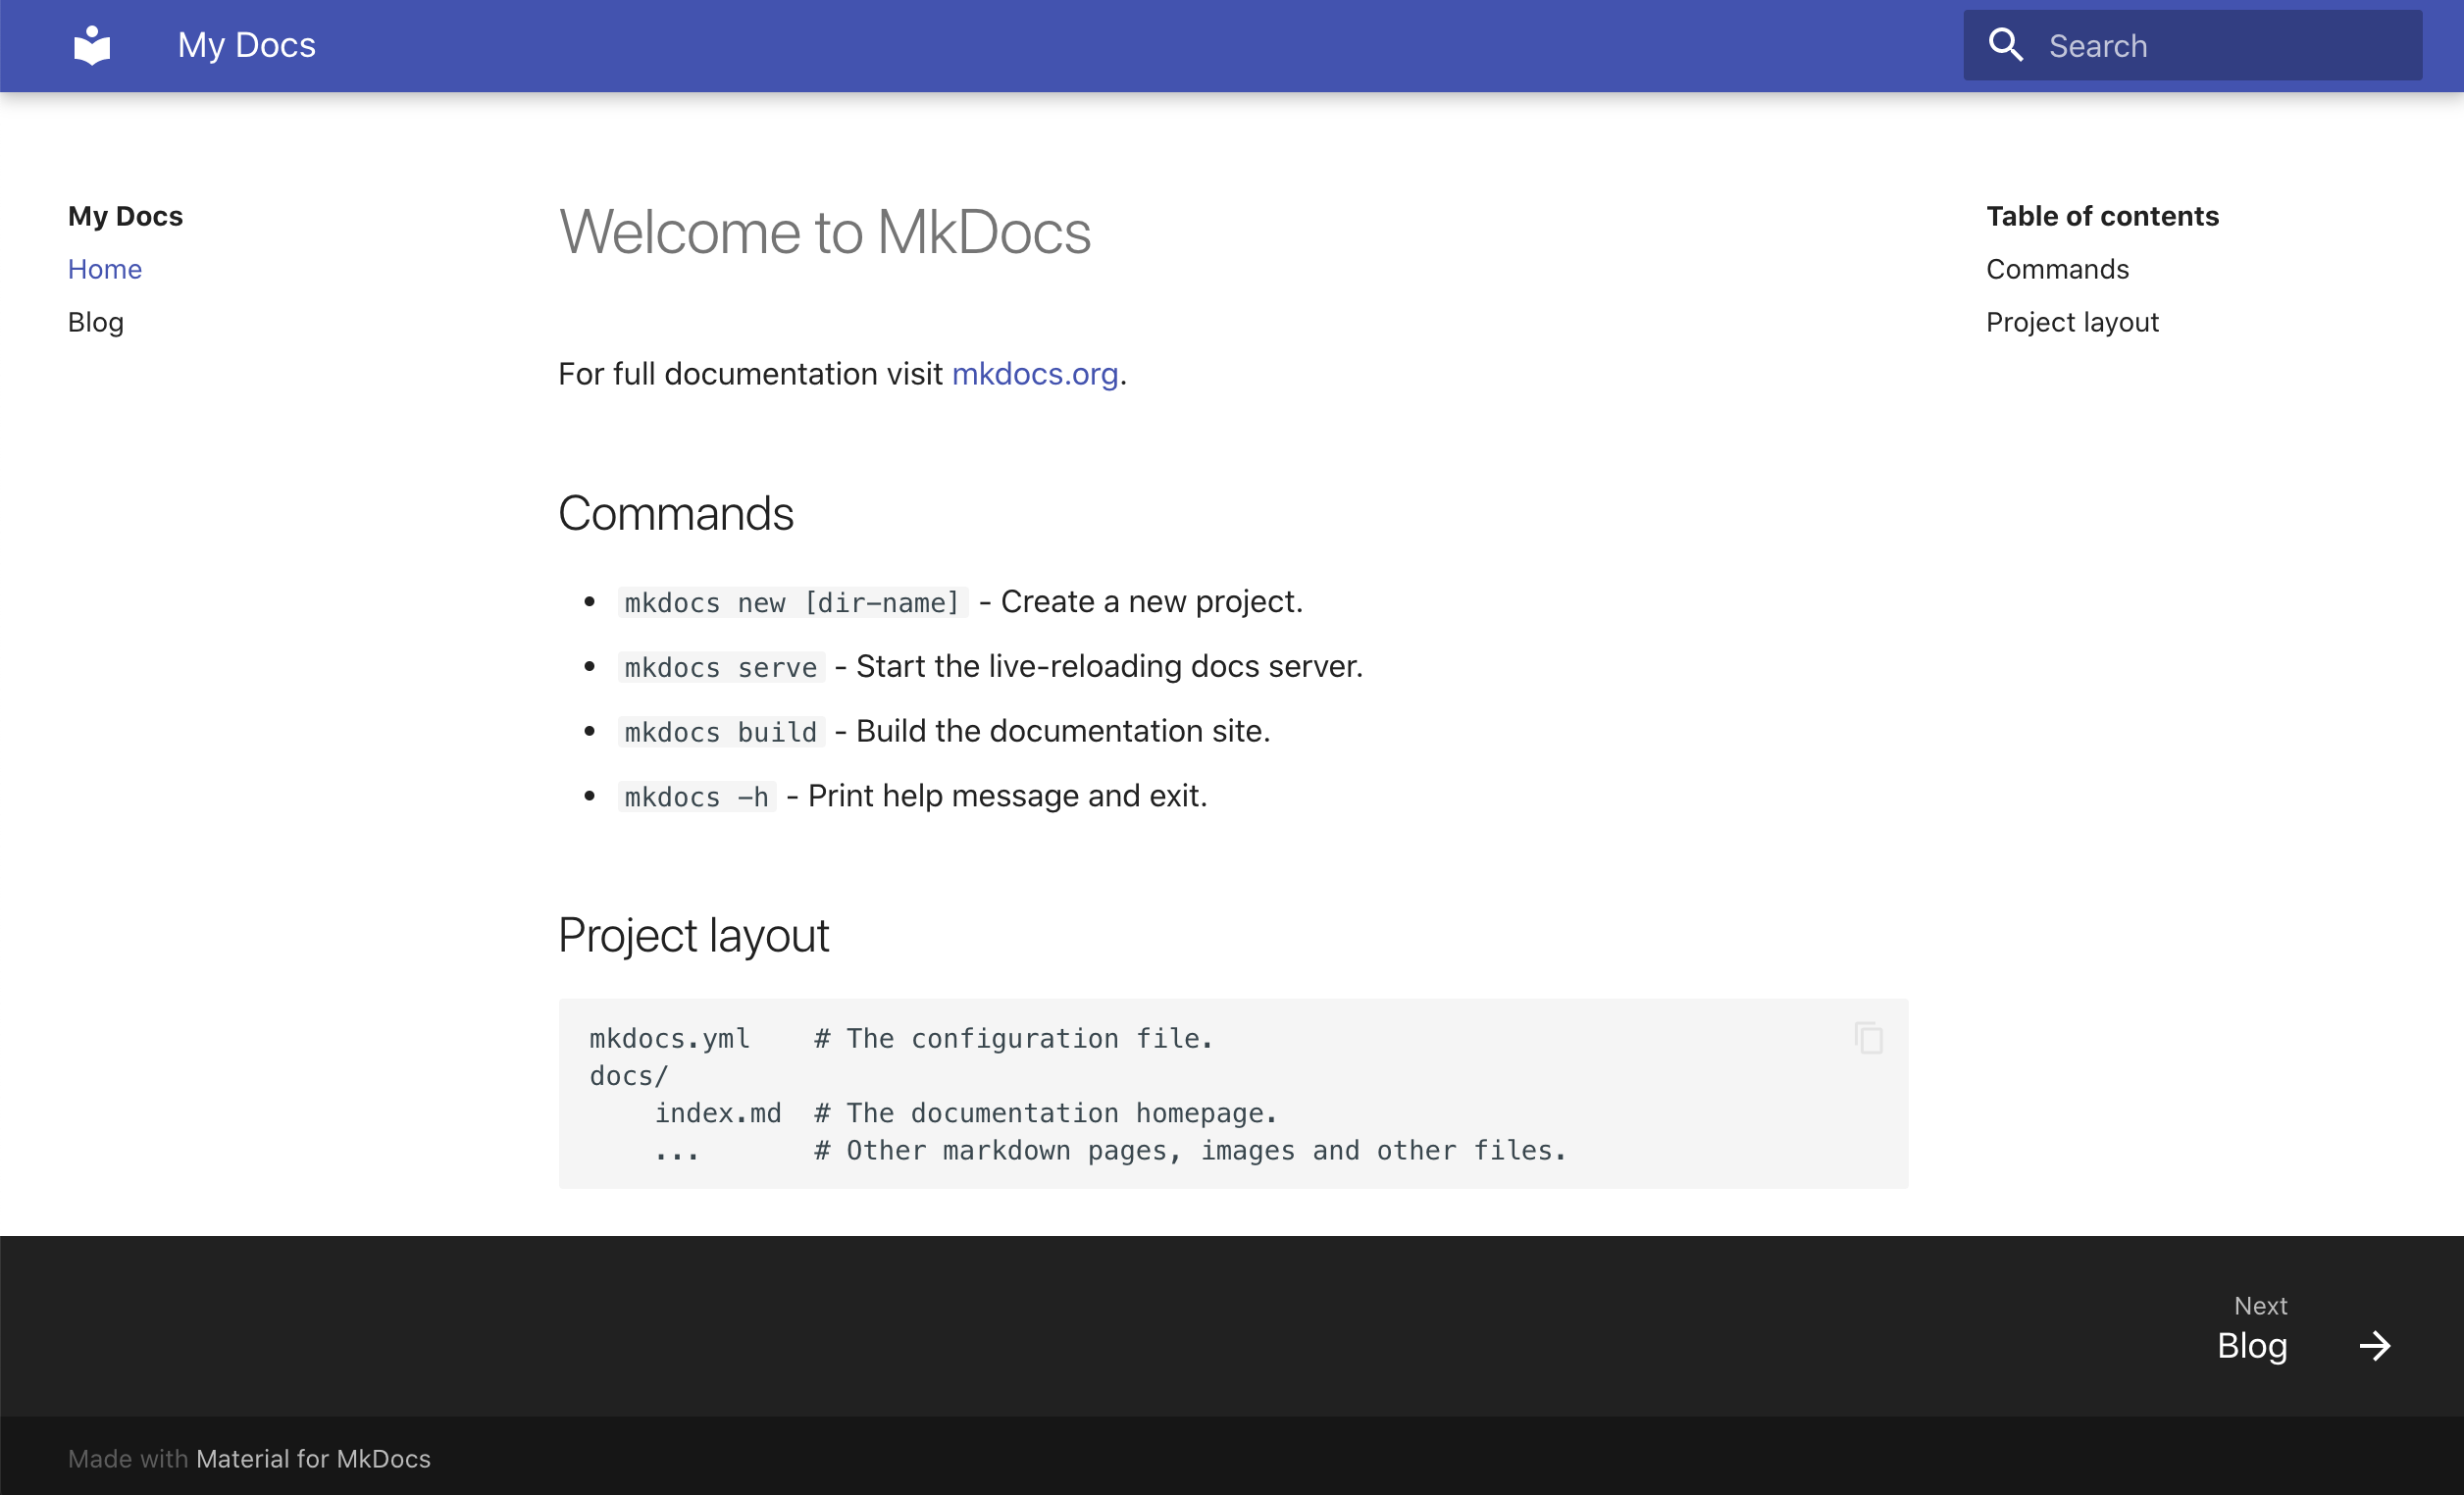 My Docs
Search
My Docs
Home
Blog
Welcome to MkDocs
For full documentation visit mkdocs.org.
Commands
• mkdocs new [dir-name] - Create a new project.
• mkdocs serve - Start the live-reloading docs server.
• mkdocs build - Build the documentation site.
• mkdocs -h - Print help message and exit.
Project layout
mkdocs.yml    # The configuration file.
docs/
    index.md  # The documentation homepage.
    ...       # Other markdown pages, images and other files.
Table of contents
Commands
Project layout
Next
Blog
Made with Material for MkDocs